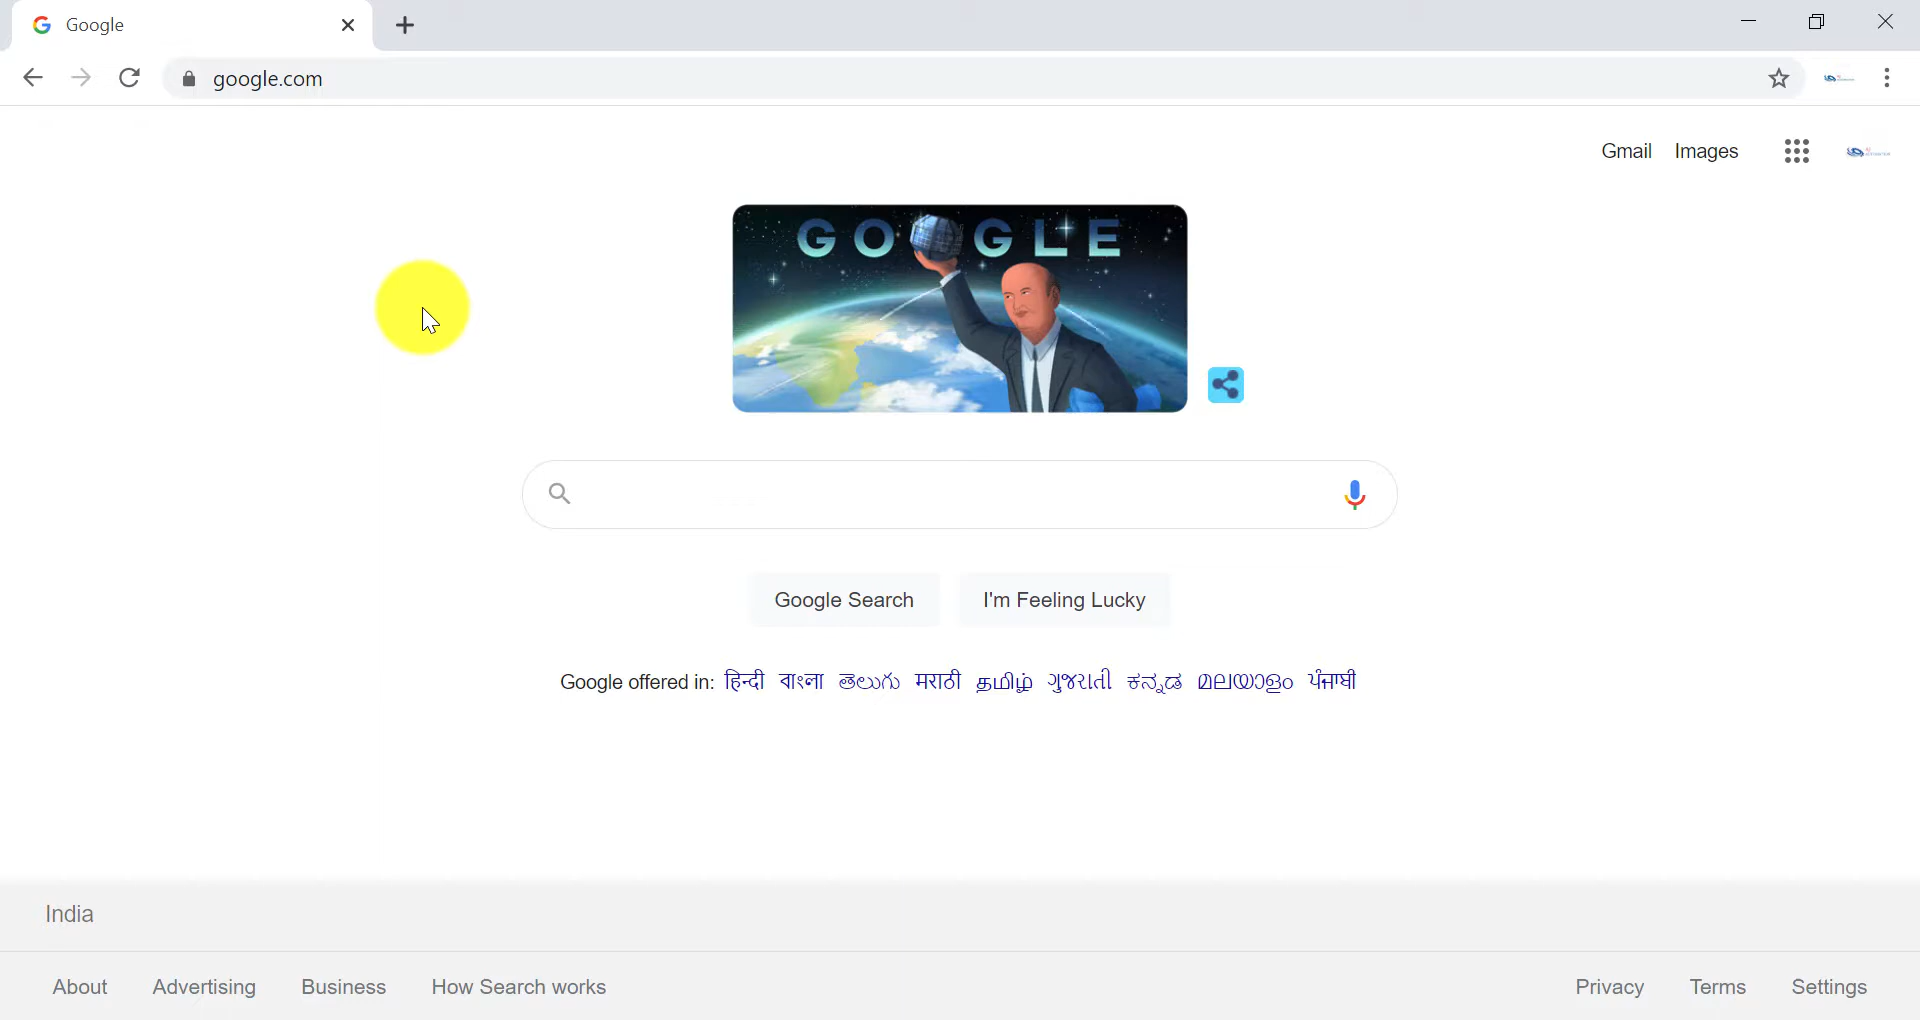 Google
google.com
Gmail Images
GOOGLE
Google Search I'm Feeling Lucky
Google offered in: हिन्दी বাংলা తెలుగు मराठी தமிழ் ગુજરાતી ಕನ್ನಡ മലയാളം ਪੰਜਾਬੀ
India
About Advertising Business How Search works Privacy Terms Settings